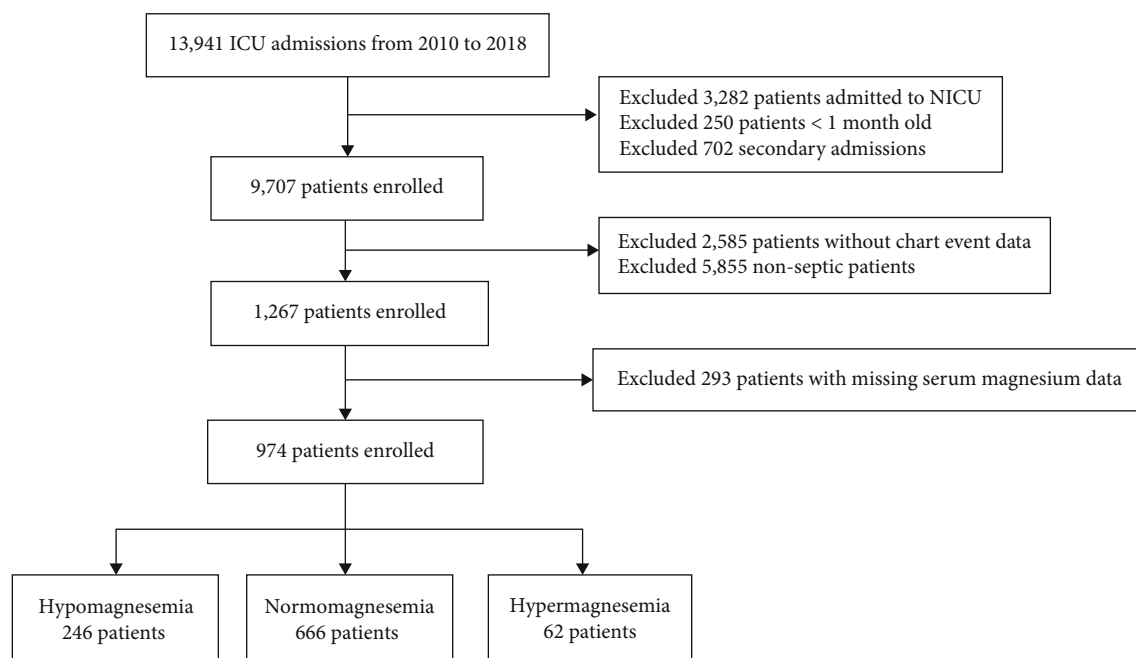 13,941 ICU admissions from 2010 to 2018
Excluded 3,282 patients admitted to NICU
Excluded 250 patients < 1 month old
Excluded 702 secondary admissions
9,707 patients enrolled
Excluded 2,585 patients without chart event data
Excluded 5,855 non-septic patients
1,267 patients enrolled
Excluded 293 patients with missing serum magnesium data
974 patients enrolled
Hypomagnesemia
246 patients
Normomagnesemia
666 patients
Hypermagnesemia
62 patients